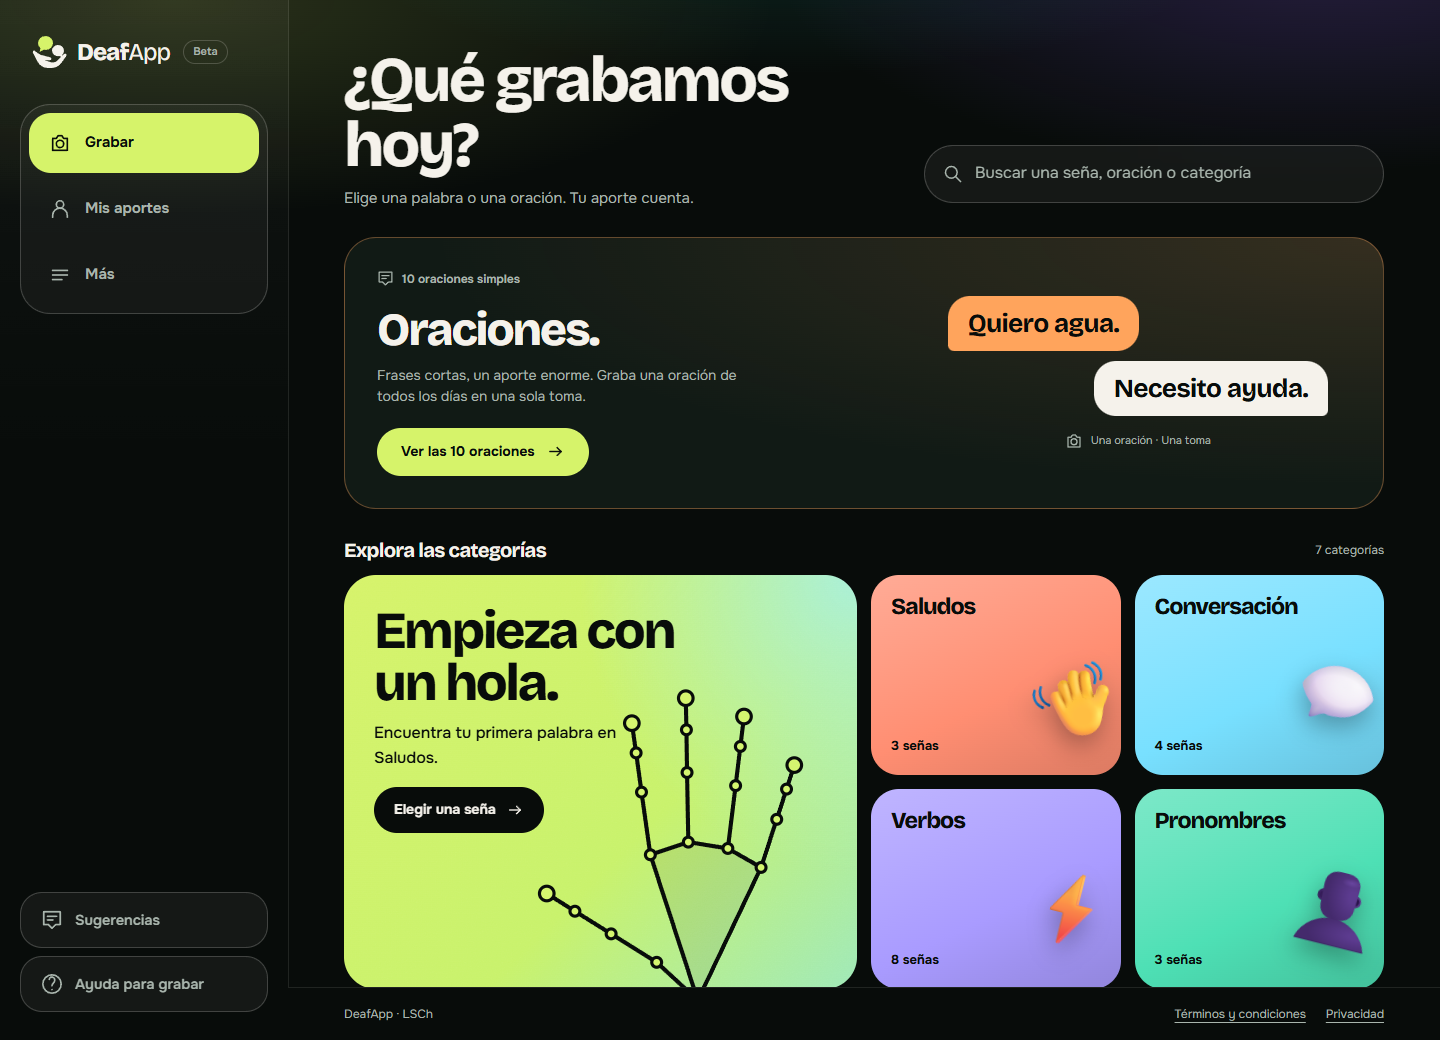 DeafApp Beta
Grabar
Mis aportes
Más
Sugerencias
Ayuda para grabar
¿Qué grabamos
hoy?
Elige una palabra o una oración. Tu aporte cuenta.
Buscar una seña, oración o categoría
10 oraciones simples
Oraciones.
Frases cortas, un aporte enorme. Graba una oración de
todos los días en una sola toma.
Ver las 10 oraciones
Quiero agua.
Necesito ayuda.
Una oración · Una toma
Explora las categorías
7 categorías
Empieza con
un hola.
Encuentra tu primera palabra en
Saludos.
Elegir una seña
Saludos
3 señas
Conversación
4 señas
Verbos
8 señas
Pronombres
3 señas
DeafApp · LSCh
Términos y condiciones
Privacidad